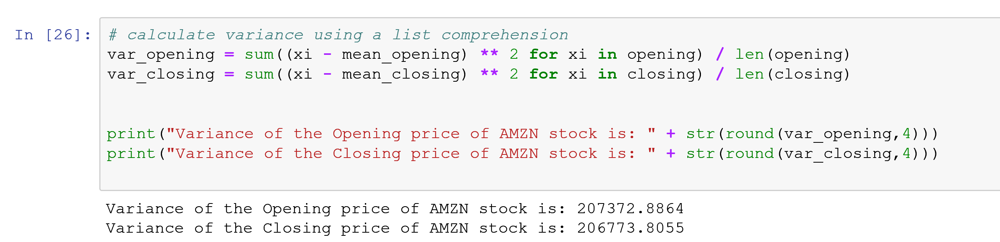 In [26]: # calculate variance using a list comprehension
var_opening = sum((xi - mean_opening) ** 2 for xi in opening) / len(opening)
var_closing = sum((xi - mean_closing) ** 2 for xi in closing) / len(closing)
print("Variance of the Opening price of AMZN stock is: " + str(round(var_opening,4)))
print("Variance of the Closing price of AMZN stock is: " + str(round(var_closing,4)))
Variance of the Opening price of AMZN stock is: 207372.8864
Variance of the Closing price of AMZN stock is: 206773.8055